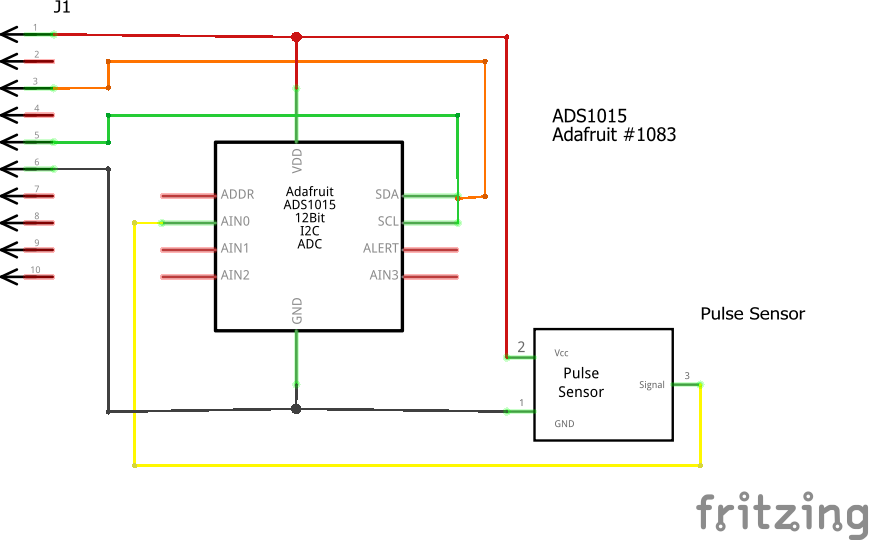 J1
1
2
3
4
5
6
7
8
9
10
ADS1015
Adafruit #1083
VDD
ADDR
AIN0
AIN1
AIN2
Adafruit
ADS1015
12Bit
I2C
ADC
SDA
SCL
ALERT
AIN3
GND
Pulse Sensor
2
Vcc
Pulse
Sensor
Signal
3
1
GND
fritzing